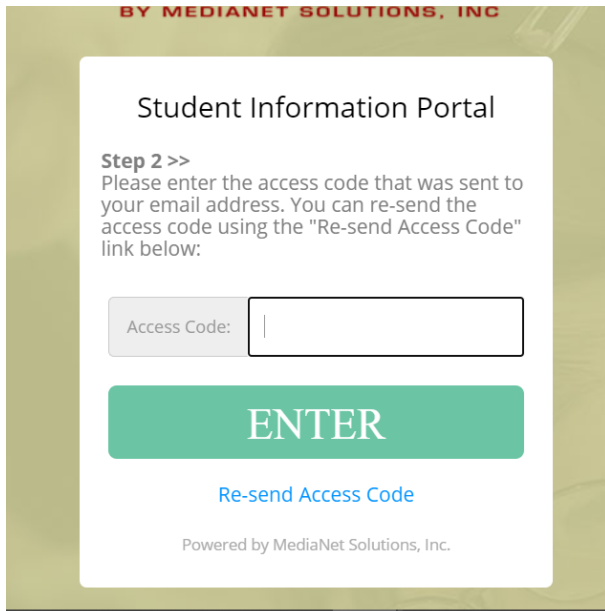 BY MEDIANET SOLUTIONS, INC
Student Information Portal
Step 2 >>
Please enter the access code that was sent to
your email address. You can re-send the
access code using the "Re-send Access Code"
link below:
Access Code:
ENTER
Re-send Access Code
Powered by MediaNet Solutions, Inc.